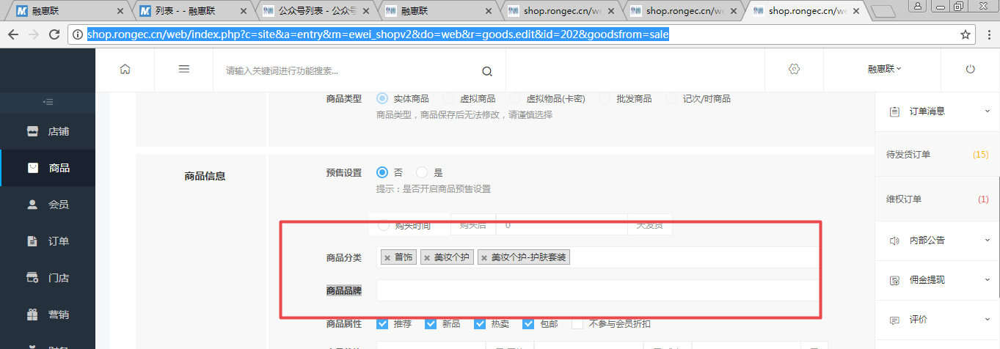 融惠联
列表 - - 融惠联
公众号列表 - 公众号
融惠联
shop.rongec.cn/we
shop.rongec.cn/we
shop.rongec.cn/we
shop.rongec.cn/web/index.php?c=site&a=entry&m=ewei_shopv2&do=web&r=goods.edit&id=202&goodsfrom=sale
请输入关键词进行功能搜索...
融惠联
店铺
商品
会员
订单
门店
营销
商品类型 实体商品 虚拟商品 虚拟物品(卡密) 批发商品 记次/时商品
商品类型，商品保存后无法修改，请谨慎选择
商品信息
预售设置 否 是
提示：是否开启商品预售设置
购买时间 购买后 0 天发货
商品分类 × 首饰 × 美妆个护 × 美妆个护-护肤套装
商品品牌
商品属性 推荐 新品 热卖 包邮 不参与会员折扣
订单消息
待发货订单 (15)
维权订单 (1)
内部公告
佣金提现
评价